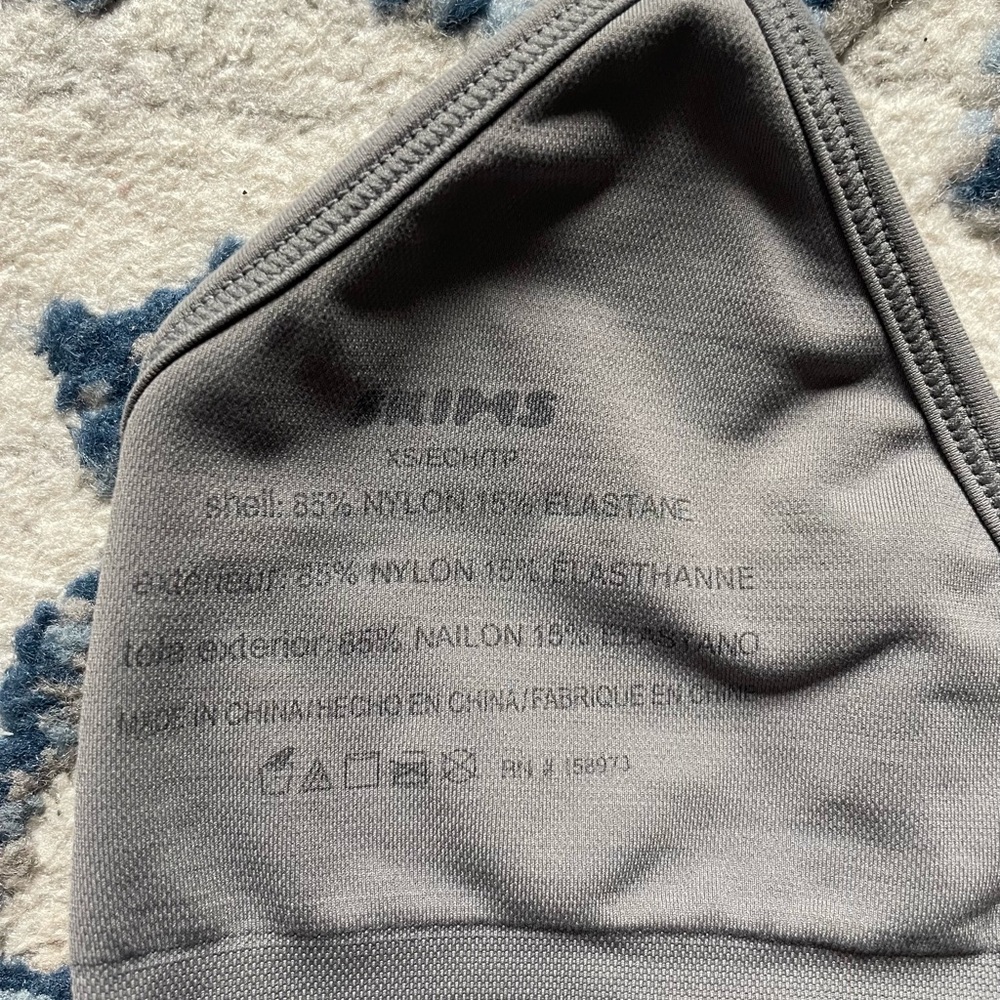 SKIMS
XS/ECH/TP
shell: 85% NYLON 15% ELASTANE
exterieur: 85% NYLON 15% ELASTHANNE
tela exterior: 85% NAILON 15% ELASTANO
MADE IN CHINA/HECHO EN CHINA/FABRIQUE EN CHINE
RN # 158973